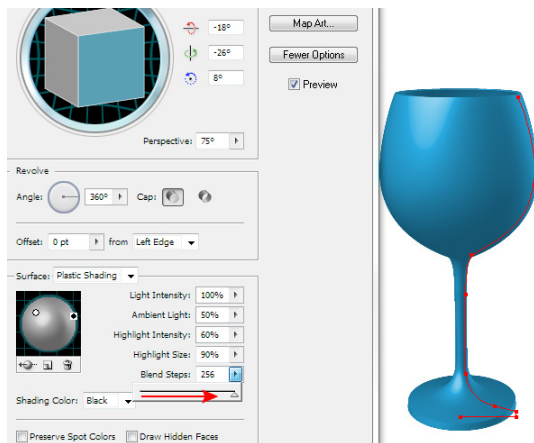 -18°
Map Art...
-26°
Fewer Options
8°
Preview
Perspective: 75°
Revolve
Angle: 360° Cap:
Offset: 0 pt from Left Edge
Surface: Plastic Shading
Light Intensity: 100%
Ambient Light: 50%
Highlight Intensity: 60%
Highlight Size: 90%
Blend Steps: 256
Shading Color: Black
Preserve Spot Colors Draw Hidden Faces